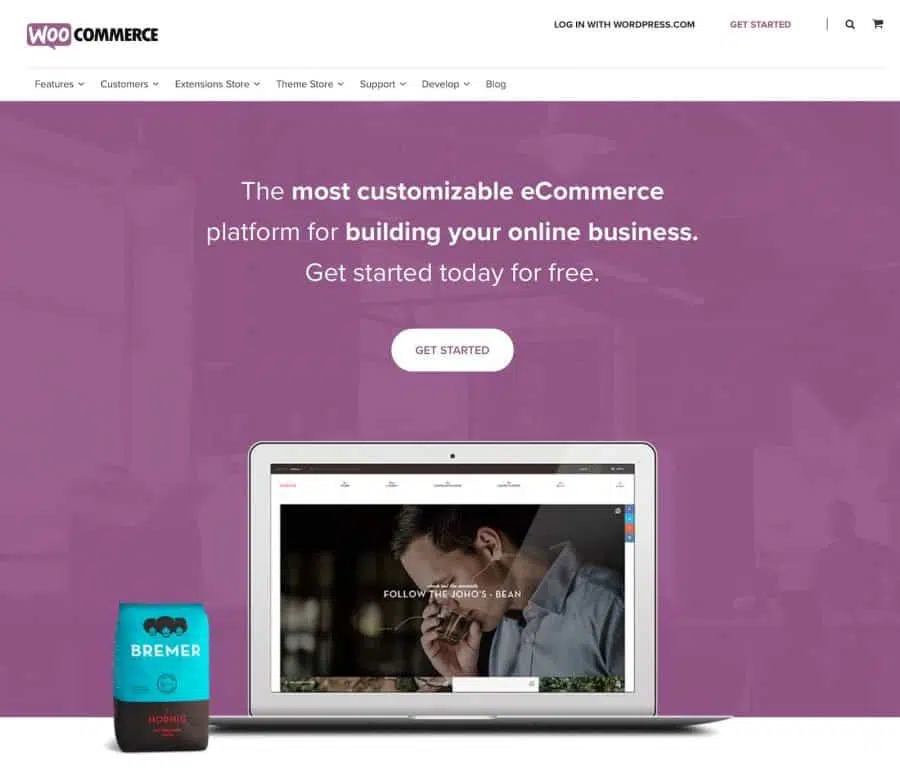 WOO COMMERCE
LOG IN WITH WORDPRESS.COM
GET STARTED
Features
Customers
Extensions Store
Theme Store
Support
Develop
Blog
The most customizable eCommerce
platform for building your online business.
Get started today for free.
GET STARTED
FOLLOW THE JOHO'S - BEAN
BREMER
HORNIG